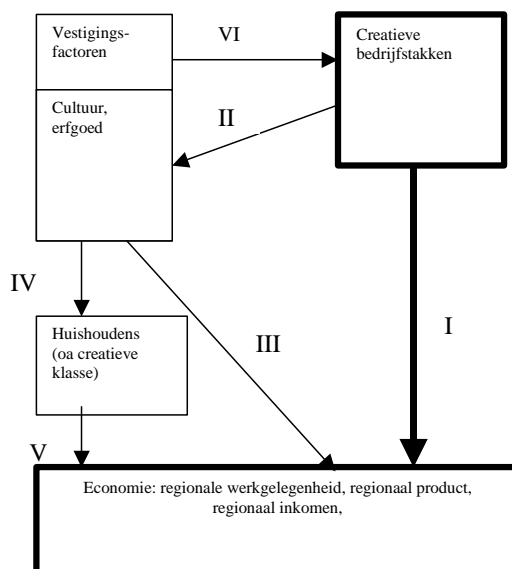 Vestigings-
factoren
VI
Creatieve
bedrijfstakken
Cultuur,
erfgoed
II
IV
Huishoudens
(oa creatieve
klasse)
III
I
V
Economie: regionale werkgelegenheid, regionaal product,
regionaal inkomen,